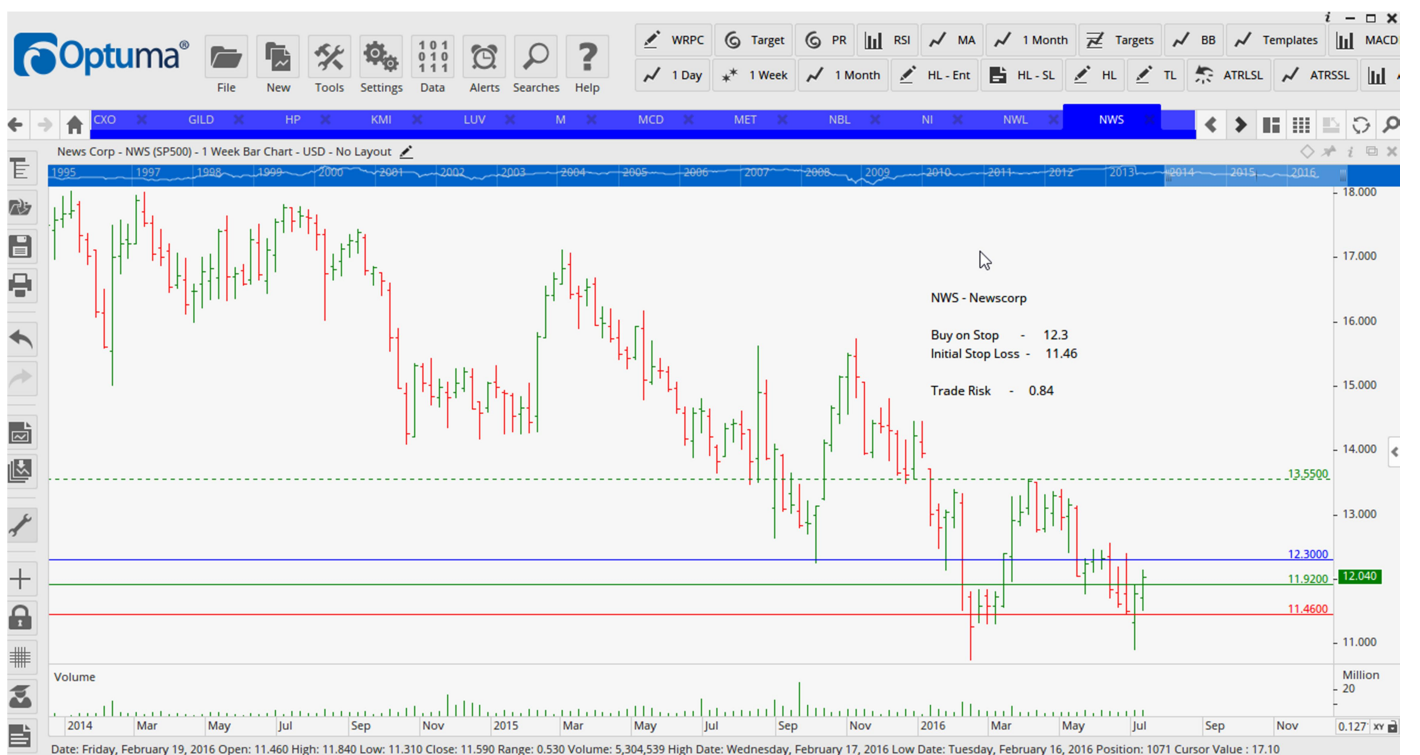 i
Optuma®
File
New
Tools
Settings
101
010
111
Data
Alerts
Searches
?
Help
WRPC
Target
PR
RSI
MA
1 Month
Targets
BB
Templates
MACD
1 Day
1 Week
1 Month
HL - Ent
HL - SL
HL
TL
ATRLSL
ATRSSL
CXO
GILD
HP
KMI
LUV
M
MCD
MET
NBL
NI
NWL
NWS
News Corp - NWS (SP500) - 1 Week Bar Chart - USD - No Layout
i
1995
1997
1998
1999
2000
2001
2002
2003
2004
2005
2006
2007
2008
2009
2010
2011
2012
2013
2014
2015
2016
18.000
17.000
16.000
15.000
14.000
13.000
12.040
11.000
NWS - Newscorp
Buy on Stop - 12.3
Initial Stop Loss - 11.46
Trade Risk - 0.84
13.5500
12.3000
11.9200
11.4600
Volume
Million
20
2014
Mar
May
Jul
Sep
Nov
2015
Mar
May
Jul
Sep
Nov
2016
Mar
May
Jul
Sep
Nov
0.127
XY
Date: Friday, February 19, 2016 Open: 11.460 High: 11.840 Low: 11.310 Close: 11.590 Range: 0.530 Volume: 5,304,539 High Date: Wednesday, February 17, 2016 Low Date: Tuesday, February 16, 2016 Position: 1071 Cursor Value : 17.10